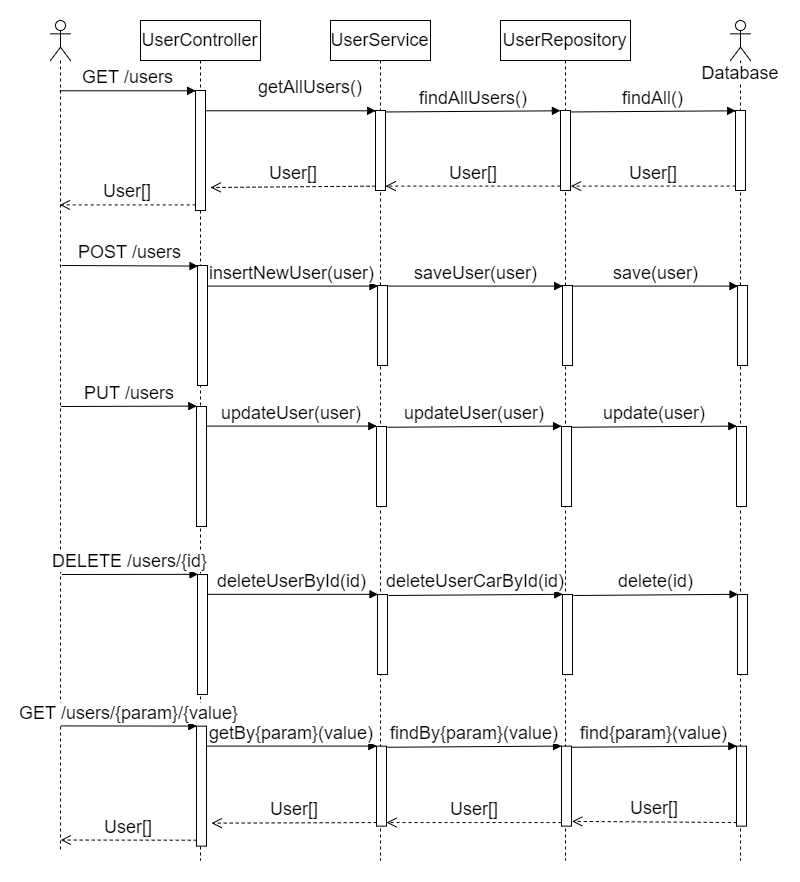 UserController
UserService
UserRepository
Database
GET /users
getAllUsers()
findAllUsers()
findAll()
User[]
User[]
User[]
User[]
POST /users
insertNewUser(user)
saveUser(user)
save(user)
PUT /users
updateUser(user)
updateUser(user)
update(user)
DELETE /users/{id}
deleteUserById(id)
deleteUserCarById(id)
delete(id)
GET /users/{param}/{value}
getBy{param}(value)
findBy{param}(value)
find{param}(value)
User[]
User[]
User[]
User[]